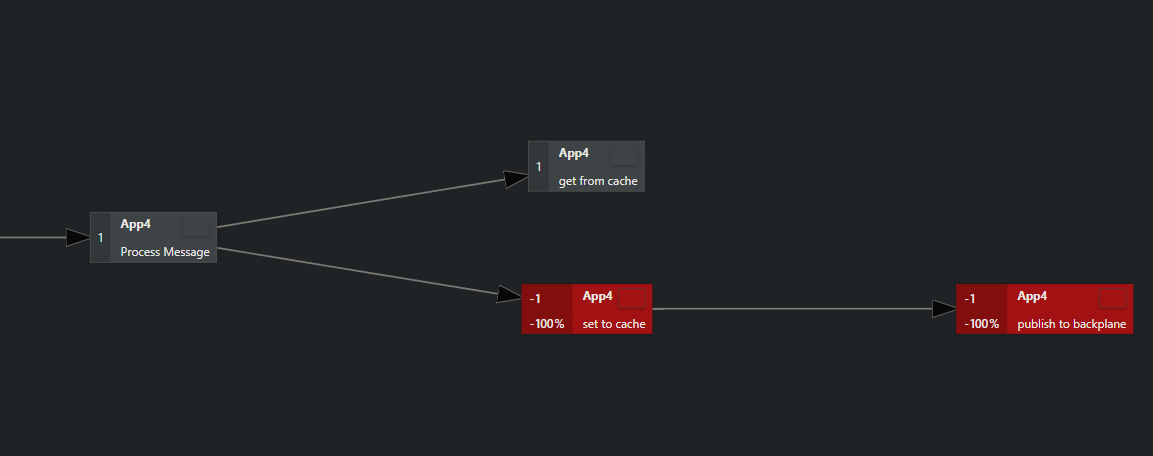 1
App4
Process Message
1
App4
get from cache
-1
App4
-100%
set to cache
-1
App4
-100%
publish to backplane